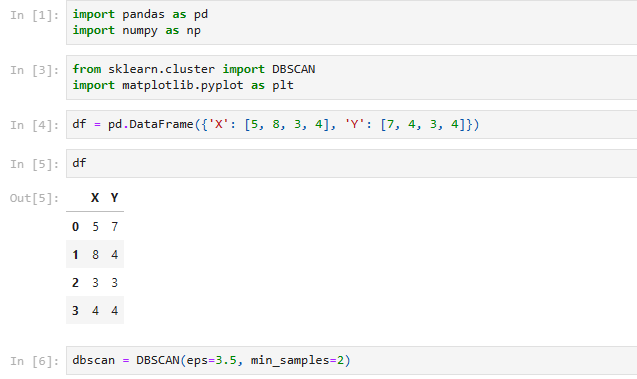 In [1]: import pandas as pd
import numpy as np
In [3]: from sklearn.cluster import DBSCAN
import matplotlib.pyplot as plt
In [4]: df = pd.DataFrame({'X': [5, 8, 3, 4], 'Y': [7, 4, 3, 4]})
In [5]: df
Out[5]: X Y
0 5 7
1 8 4
2 3 3
3 4 4
In [6]: dbscan = DBSCAN(eps=3.5, min_samples=2)